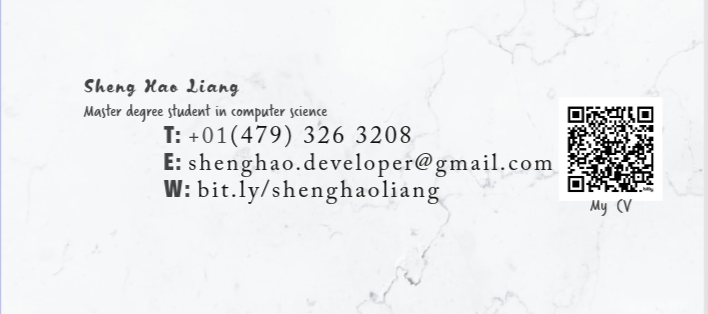 Sheng Hao Liang
Master degree student in computer science
T: +01(479) 326 3208
E: shenghao.developer@gmail.com
W: bit.ly/shenghaoliang
My CV